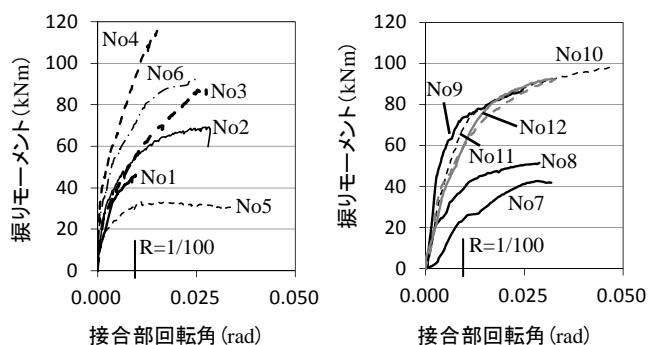 120
100
80
60
40
20
0
0.000
0.025
0.050
捩りモーメント(kNm)
接合部回転角(rad)
No4
No6
No3
No2
No1
No5
R=1/100
120
100
80
60
40
20
0
0.000
0.025
0.050
捩りモーメント(kNm)
接合部回転角(rad)
No10
No9
No12
No11
No8
No7
R=1/100